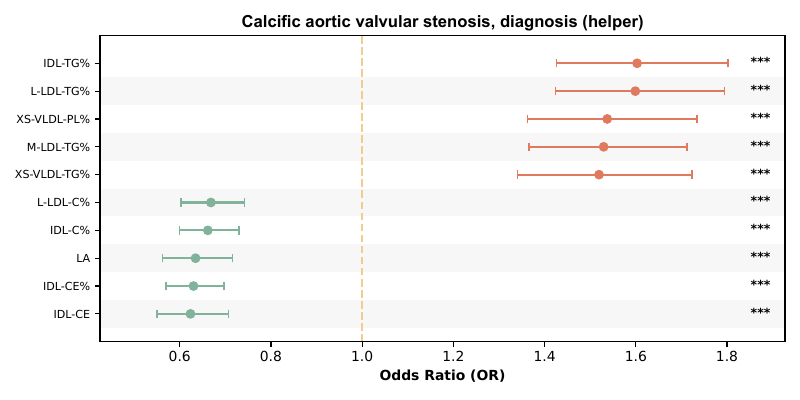 Calcific aortic valvular stenosis, diagnosis (helper)
IDL-TG% ***
L-LDL-TG% ***
XS-VLDL-PL% ***
M-LDL-TG% ***
XS-VLDL-TG% ***
L-LDL-C% ***
IDL-C% ***
LA ***
IDL-CE% ***
IDL-CE ***
0.6 0.8 1.0 1.2 1.4 1.6 1.8
Odds Ratio (OR)